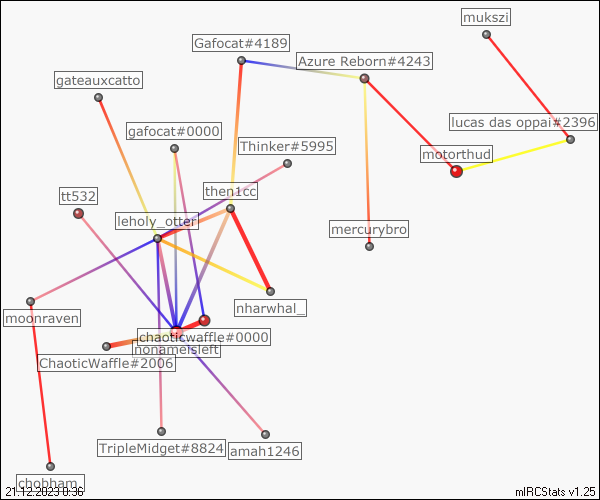 mukszi
Gafocat#4189
Azure Reborn#4243
gateauxcatto
lucas das oppai#2396
gafocat#0000
Thinker#5995
motorthud
tt532
then1cc
leholy_otter
mercurybro
nharwhal_
moonraven
chaoticwaffle#0000
nonameisleft
ChaoticWaffle#2006
TripleMidget#8824
amah1246
chobham.
21.12.2023 0:36
mIRCStats v1.25